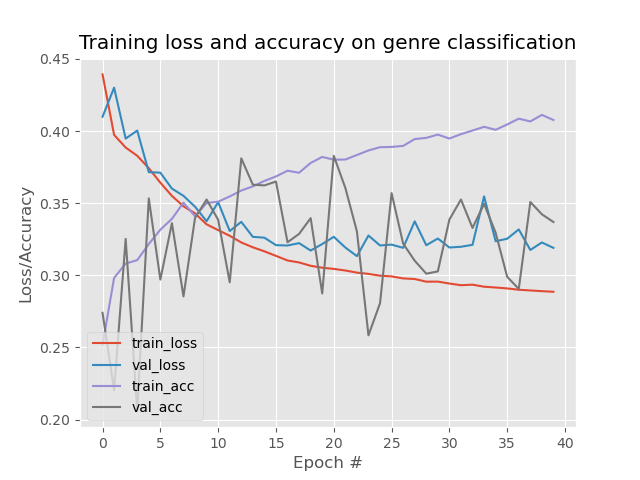 Training loss and accuracy on genre classification
0.45
0.40
0.35
0.30
0.25
0.20
Loss/Accuracy
train_loss
val_loss
train_acc
val_acc
0 5 10 15 20 25 30 35 40
Epoch #